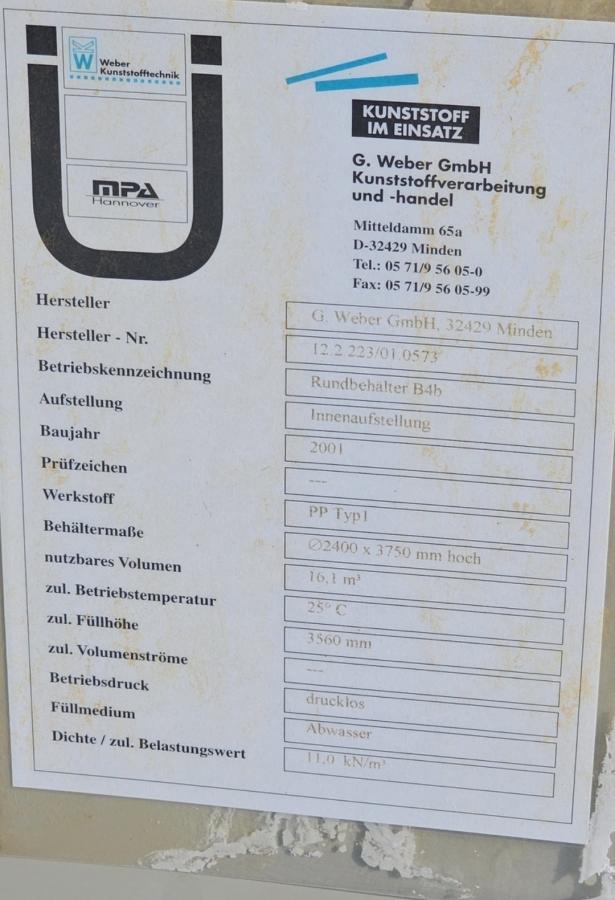 Weber
Kunststofftechnik
MPA
Hannover
KUNSTSTOFF
IM EINSATZ
G. Weber GmbH
Kunststoffverarbeitung
und -handel
Mitteldamm 65a
D-32429 Minden
Tel.: 05 71/9 56 05-0
Fax: 05 71/9 56 05-99
Hersteller G. Weber GmbH, 32429 Minden
Hersteller - Nr. 12.2 223/01.0573
Betriebskennzeichnung Rundbehälter B4b
Aufstellung Innenaufstellung
Baujahr 2001
Prüfzeichen ---
Werkstoff PP Typ1
Behältermaße ∅2400 x 3750 mm hoch
nutzbares Volumen 16,1 m³
zul. Betriebstemperatur 25° C
zul. Füllhöhe 3560 mm
zul. Volumenströme ---
Betriebsdruck drucklos
Füllmedium Abwasser
Dichte / zul. Belastungswert 11,0 kN/m³